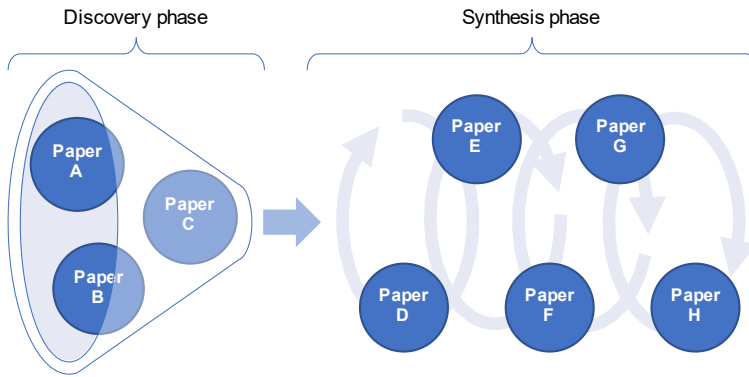 Discovery phase
Synthesis phase
Paper
A
Paper
B
Paper
C
Paper
D
Paper
E
Paper
F
Paper
G
Paper
H